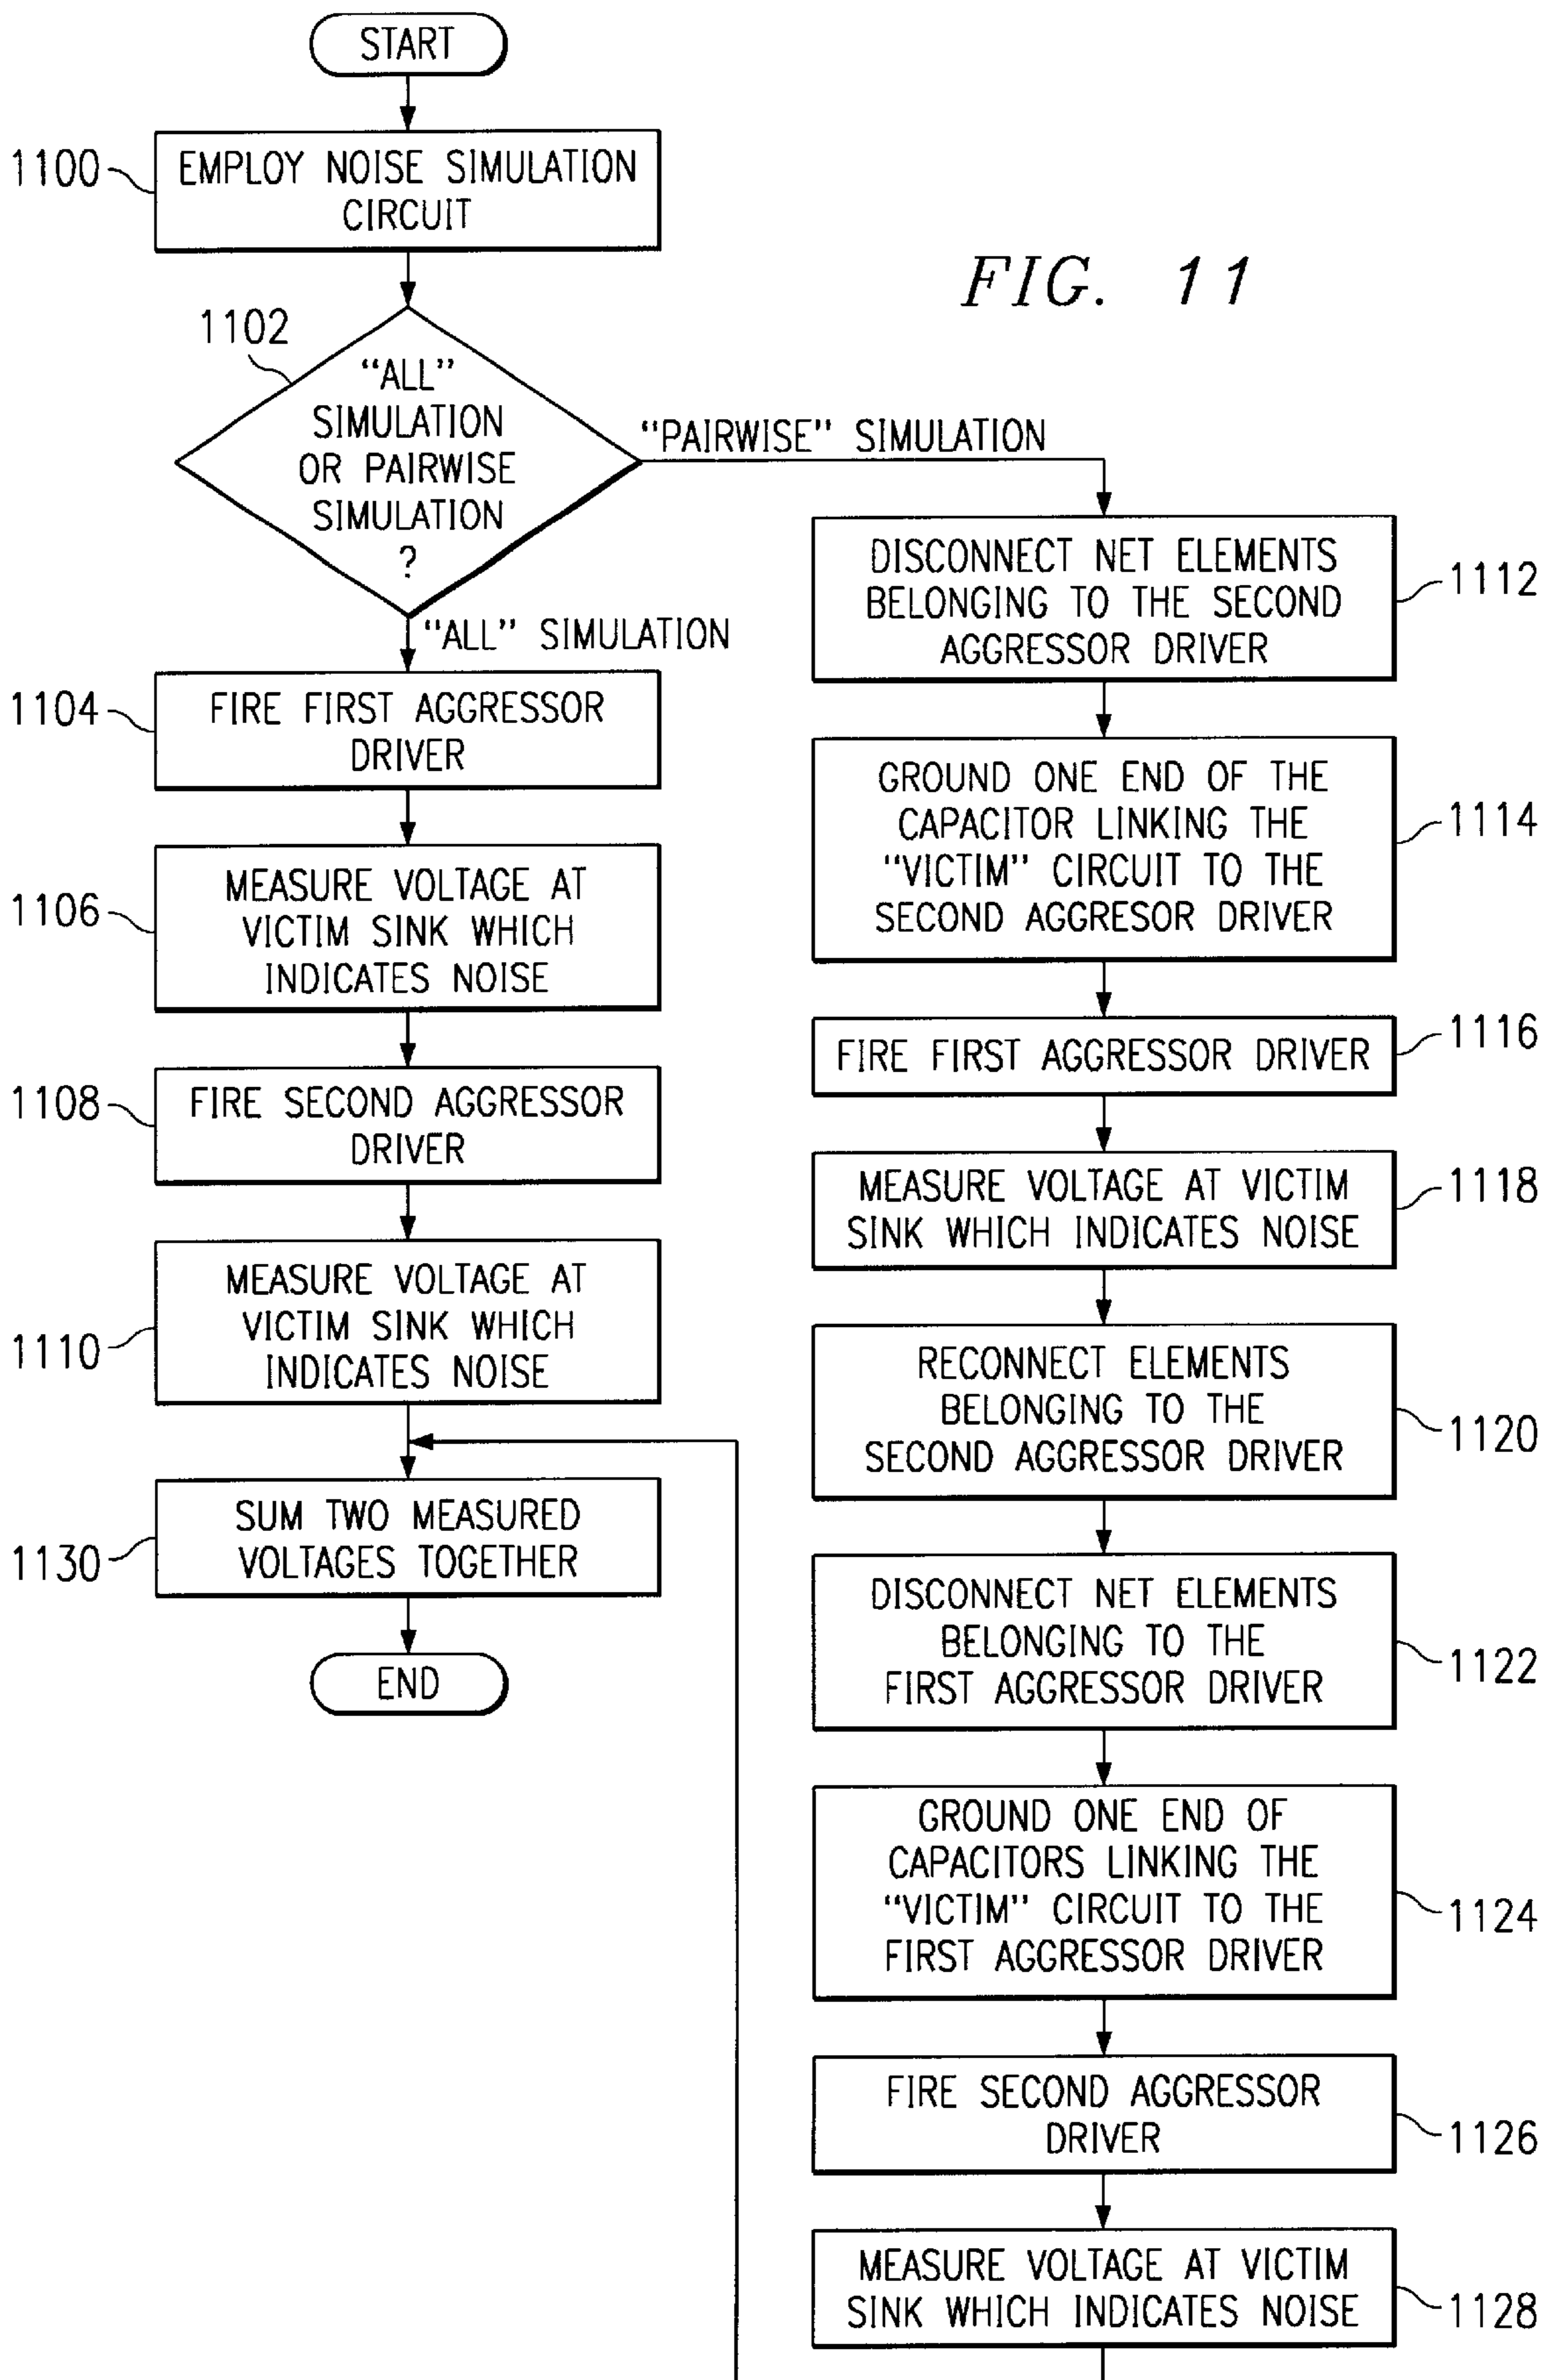 START
1100
EMPLOY NOISE SIMULATION
CIRCUIT
FIG. 11
1102
“ALL”
SIMULATION
OR PAIRWISE
SIMULATION
?
“PAIRWISE” SIMULATION
“ALL” SIMULATION
1104
FIRE FIRST AGGRESSOR
DRIVER
1106
MEASURE VOLTAGE AT
VICTIM SINK WHICH
INDICATES NOISE
1108
FIRE SECOND AGGRESSOR
DRIVER
1110
MEASURE VOLTAGE AT
VICTIM SINK WHICH
INDICATES NOISE
1130
SUM TWO MEASURED
VOLTAGES TOGETHER
END
DISCONNECT NET ELEMENTS
BELONGING TO THE SECOND
AGGRESSOR DRIVER
1112
GROUND ONE END OF THE
CAPACITOR LINKING THE
“VICTIM” CIRCUIT TO THE
SECOND AGGRESOR DRIVER
1114
FIRE FIRST AGGRESSOR DRIVER
1116
MEASURE VOLTAGE AT VICTIM
SINK WHICH INDICATES NOISE
1118
RECONNECT ELEMENTS
BELONGING TO THE
SECOND AGGRESSOR DRIVER
1120
DISCONNECT NET ELEMENTS
BELONGING TO THE
FIRST AGGRESSOR DRIVER
1122
GROUND ONE END OF
CAPACITORS LINKING THE
“VICTIM” CIRCUIT TO THE
FIRST AGGRESSOR DRIVER
1124
FIRE SECOND AGGRESSOR
DRIVER
1126
MEASURE VOLTAGE AT VICTIM
SINK WHICH INDICATES NOISE
1128